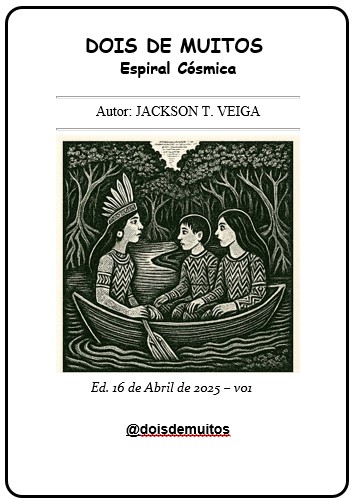 DOIS DE MUITOS
Espiral Cósmica
Autor: JACKSON T. VEIGA
Ed. 16 de Abril de 2025 – v01
@doisdemuitos